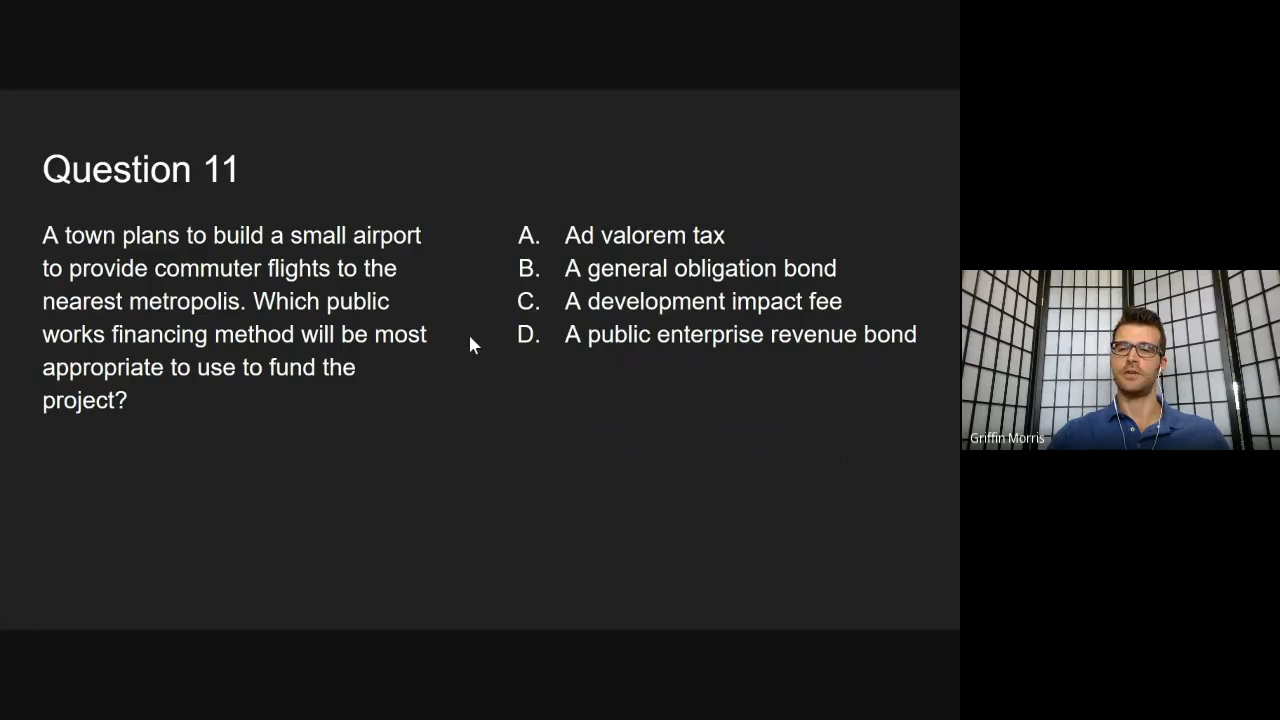 Question 11
A town plans to build a small airport
to provide commuter flights to the
nearest metropolis. Which public
works financing method will be most
appropriate to use to fund the
project?
A. Ad valorem tax
B. A general obligation bond
C. A development impact fee
D. A public enterprise revenue bond
Griffin Morris